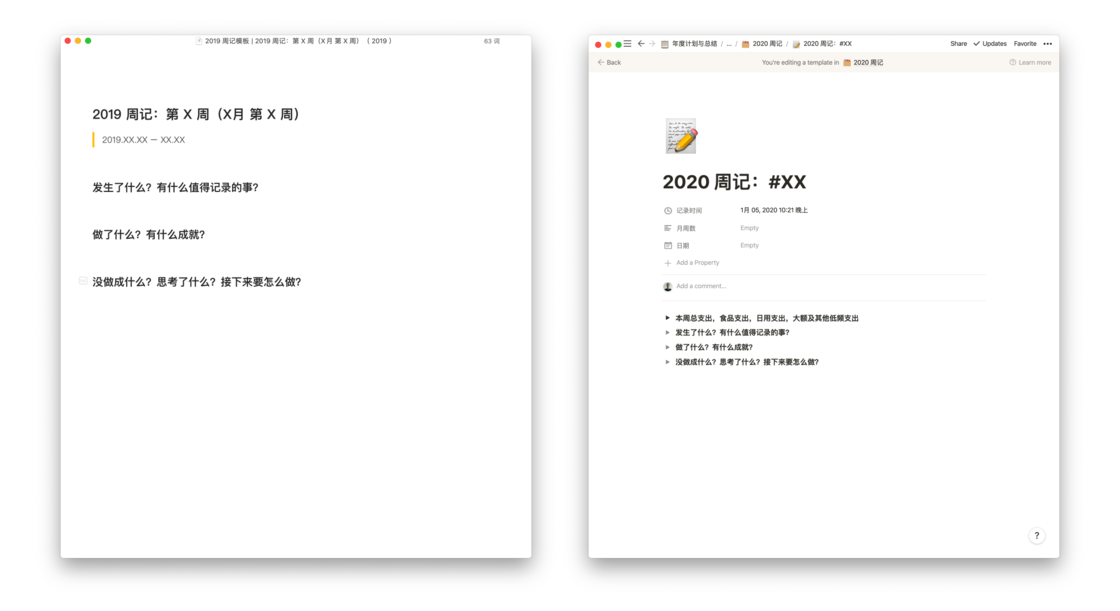 2019 周记模板 | 2019 周记：第 X 周（X 月 第 X 周）（ 2019 ）
63 词
2019 周记：第 X 周（X月 第 X 周）
2019.XX.XX — XX.XX
发生了什么？有什么值得记录的事？
做了什么？有什么成就？
没做成什么？思考了什么？接下来要怎么做？
年度计划与总结 / ... / 2020 周记 / 2020 周记：#XX
Share Updates Favorite •••
Back
You're editing a template in 2020 周记
Learn more
2020 周记：#XX
记录时间 1月 05, 2020 10:21 晚上
月周数 Empty
日期 Empty
Add a Property
Add a comment...
本周总支出，食品支出，日用支出，大额及其他低频支出
发生了什么？有什么值得记录的事？
做了什么？有什么成就？
没做成什么？思考了什么？接下来要怎么做？
?